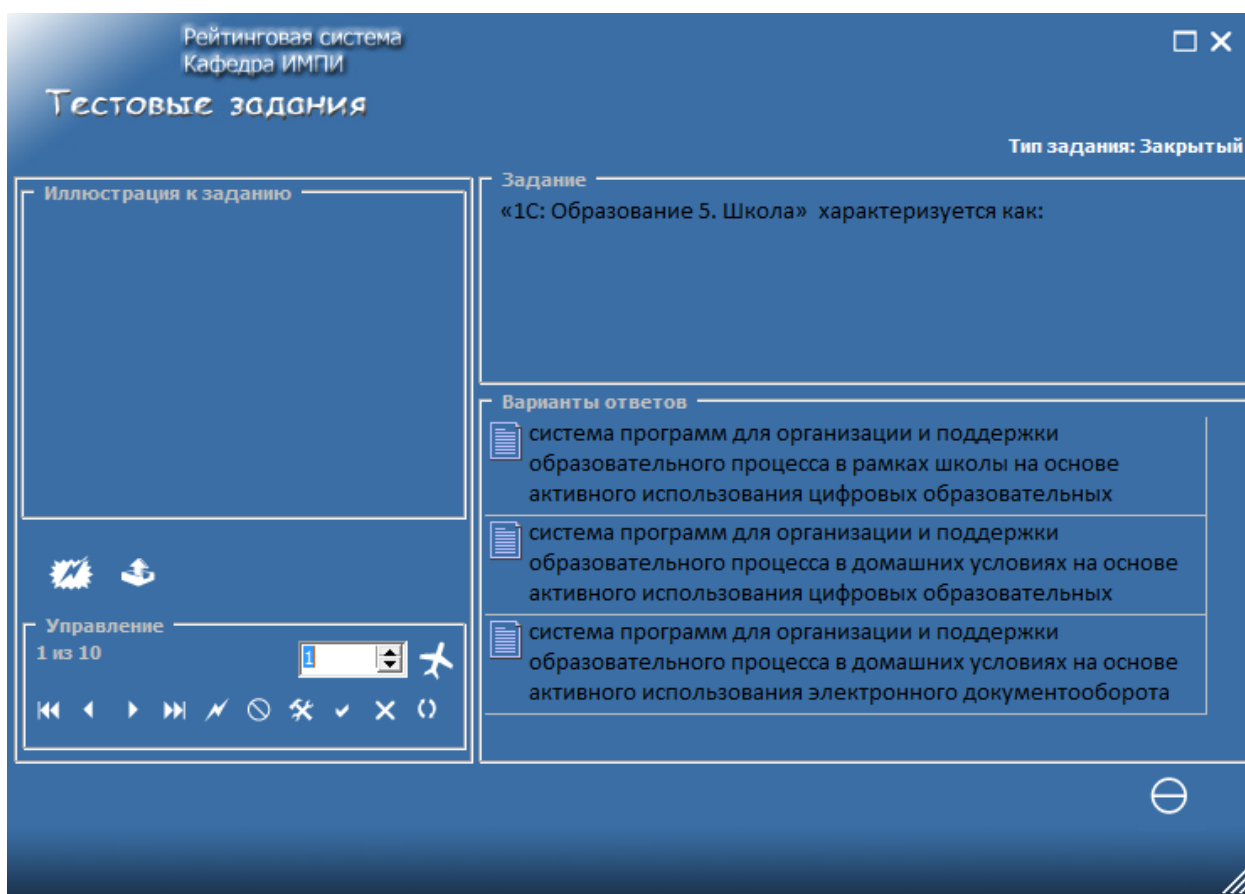 Рейтинговая система
Кафедра ИМПИ
Тестовые задания
Тип задания: Закрытый
Иллюстрация к заданию
Задание
«1С: Образование 5. Школа»  характеризуется как:
Варианты ответов
система программ для организации и поддержки
образовательного процесса в рамках школы на основе
активного использования цифровых образовательных
система программ для организации и поддержки
образовательного процесса в домашних условиях на основе
активного использования цифровых образовательных
система программ для организации и поддержки
образовательного процесса в домашних условиях на основе
активного использования электронного документооборота
Управление
1 из 10
1